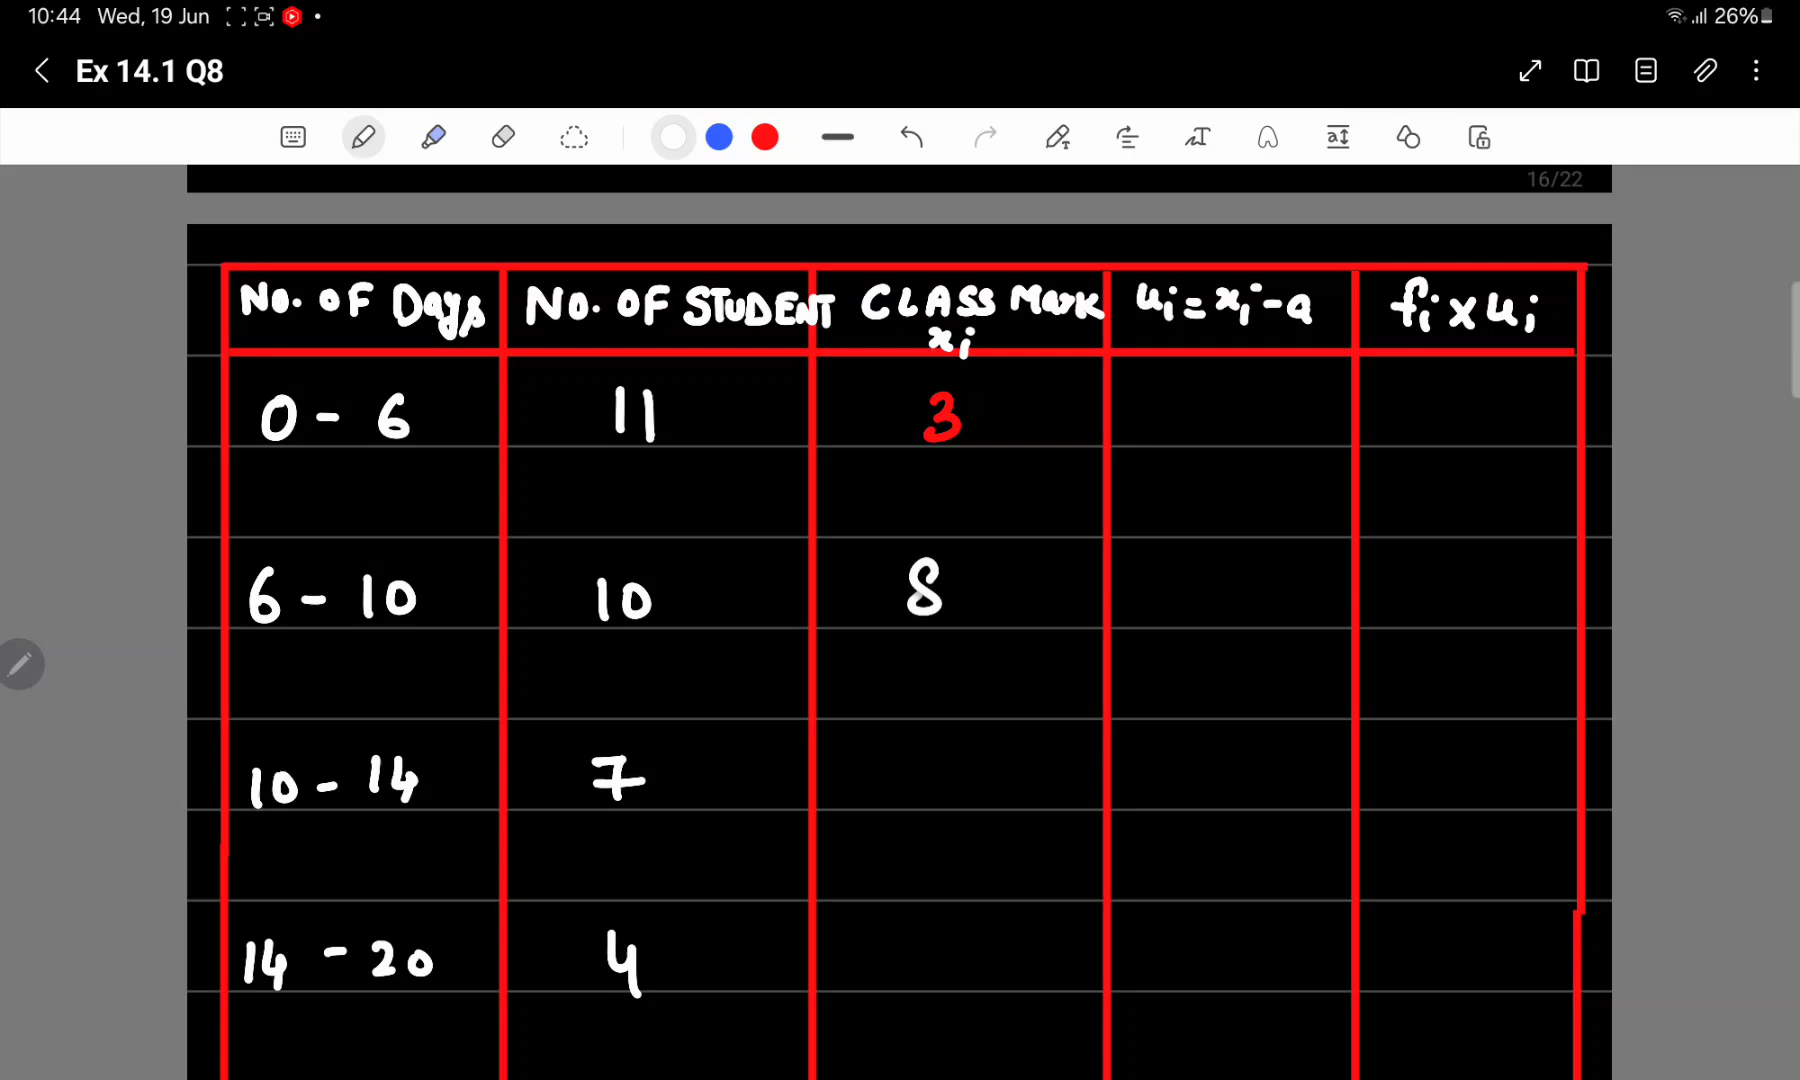 10:44 Wed, 19 Jun
26%
Ex 14.1 Q8
16/22
No. OF Days No. OF STUDENT CLASS Mark xi ui = xi - a fi x ui
0 - 6 11 3
6 - 10 10 8
10 - 14 7
14 - 20 4